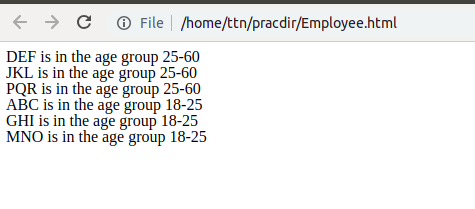 File /home/ttn/pracdir/Employee.html
DEF is in the age group 25-60
JKL is in the age group 25-60
PQR is in the age group 25-60
ABC is in the age group 18-25
GHI is in the age group 18-25
MNO is in the age group 18-25